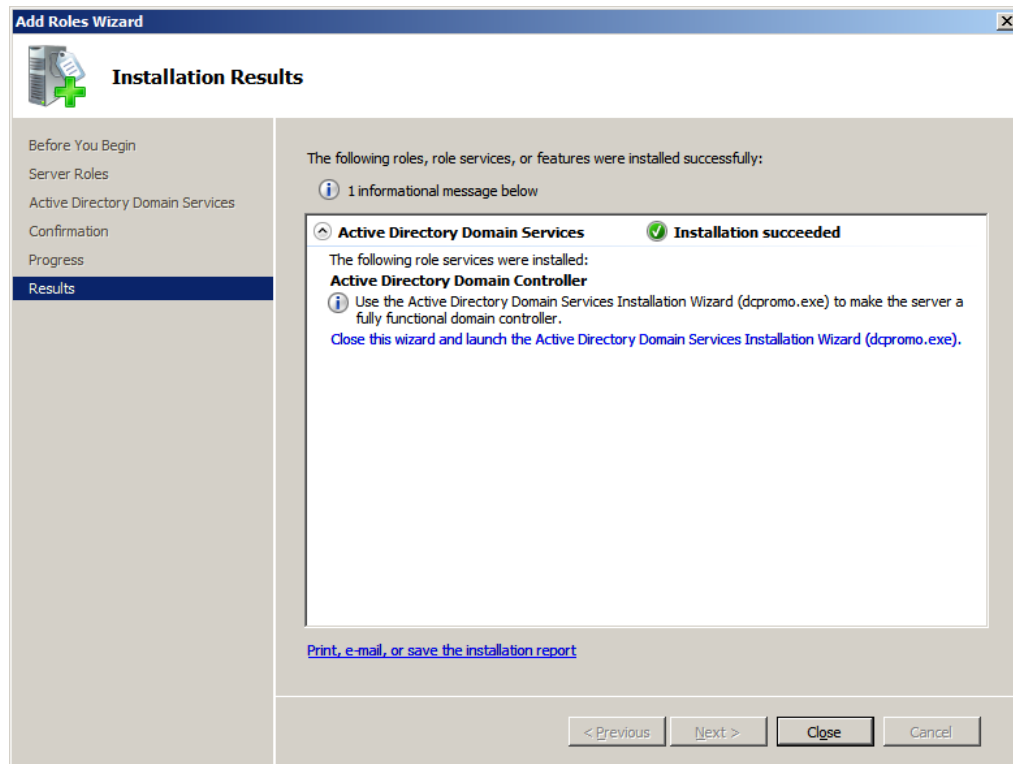 Add Roles Wizard
Installation Results
Before You Begin
Server Roles
Active Directory Domain Services
Confirmation
Progress
Results
The following roles, role services, or features were installed successfully:
1 informational message below
Active Directory Domain Services Installation succeeded
The following role services were installed:
Active Directory Domain Controller
Use the Active Directory Domain Services Installation Wizard (dcpromo.exe) to make the server a
fully functional domain controller.
Close this wizard and launch the Active Directory Domain Services Installation Wizard (dcpromo.exe).
Print, e-mail, or save the installation report
< Previous Next > Close Cancel